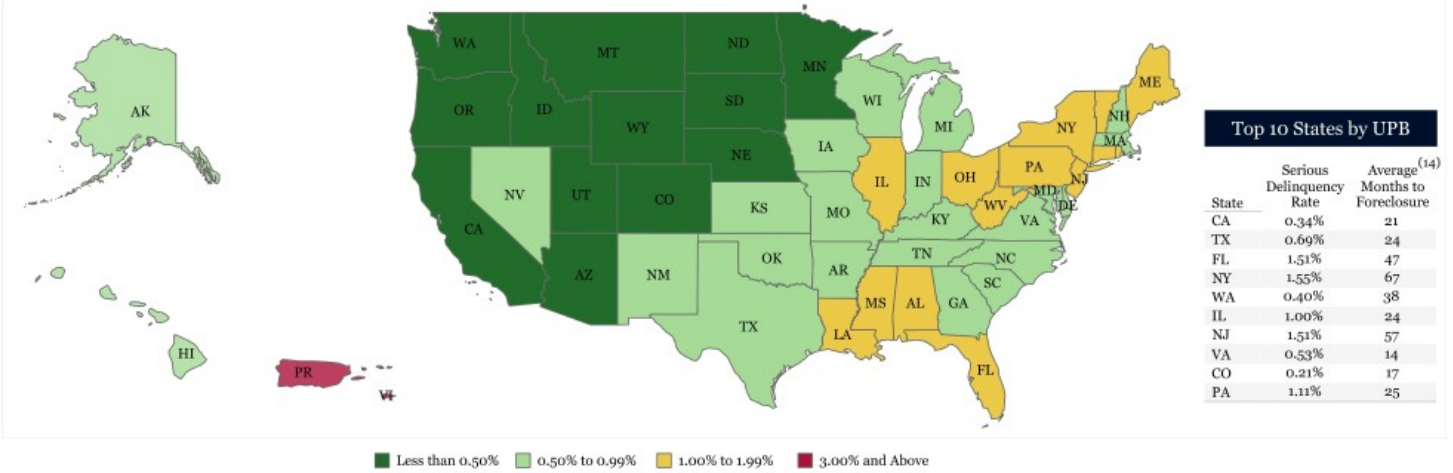 AK
HI
PR
VI
WA
OR
CA
ID
NV
MT
WY
UT
AZ
CO
NM
ND
SD
NE
KS
OK
TX
MN
IA
MO
AR
LA
WI
IL
MS
MI
IN
KY
TN
AL
OH
WV
GA
FL
SC
NC
VA
PA
NY
MD
DE
NJ
MA
NH
ME
Top 10 States by UPB
State
Serious
Delinquency
Rate
Average (14)
Months to
Foreclosure
CA 0.34% 21
TX 0.69% 24
FL 1.51% 47
NY 1.55% 67
WA 0.40% 38
IL 1.00% 24
NJ 1.51% 57
VA 0.53% 14
CO 0.21% 17
PA 1.11% 25
Less than 0.50% 0.50% to 0.99% 1.00% to 1.99% 3.00% and Above